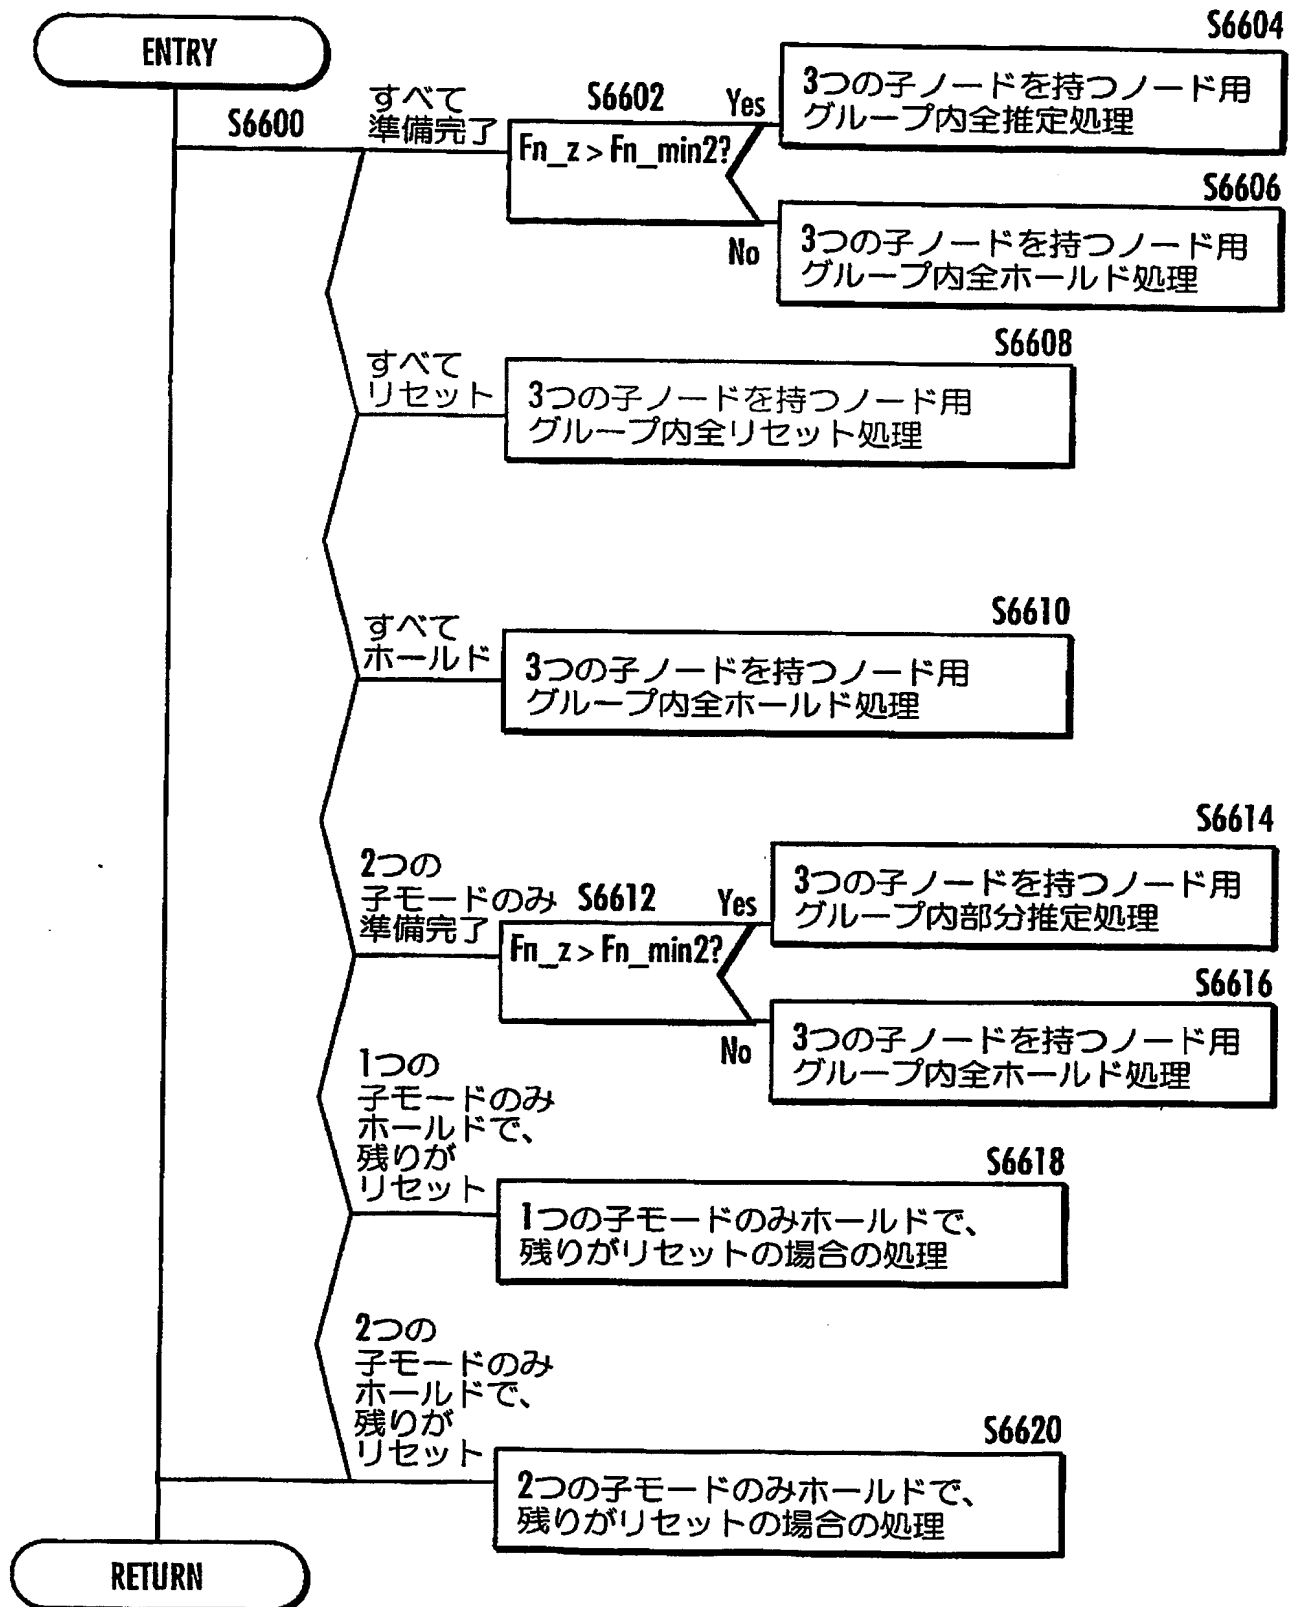 ENTRY
S6600
すべて
準備完了
S6602
Fn_z > Fn_min2?
Yes
S6604
3つの子ノードを持つノード用
グループ内全推定処理
No
S6606
3つの子ノードを持つノード用
グループ内全ホールド処理
すべて
リセット
S6608
3つの子ノードを持つノード用
グループ内全リセット処理
すべて
ホールド
S6610
3つの子ノードを持つノード用
グループ内全ホールド処理
2つの
子モードのみ
準備完了
S6612
Fn_z > Fn_min2?
Yes
S6614
3つの子ノードを持つノード用
グループ内部分推定処理
No
S6616
3つの子ノードを持つノード用
グループ内全ホールド処理
1つの
子モードのみ
ホールドで、
残りが
リセット
S6618
1つの子モードのみホールドで、
残りがリセットの場合の処理
2つの
子モードのみ
ホールドで、
残りが
リセット
S6620
2つの子モードのみホールドで、
残りがリセットの場合の処理
RETURN